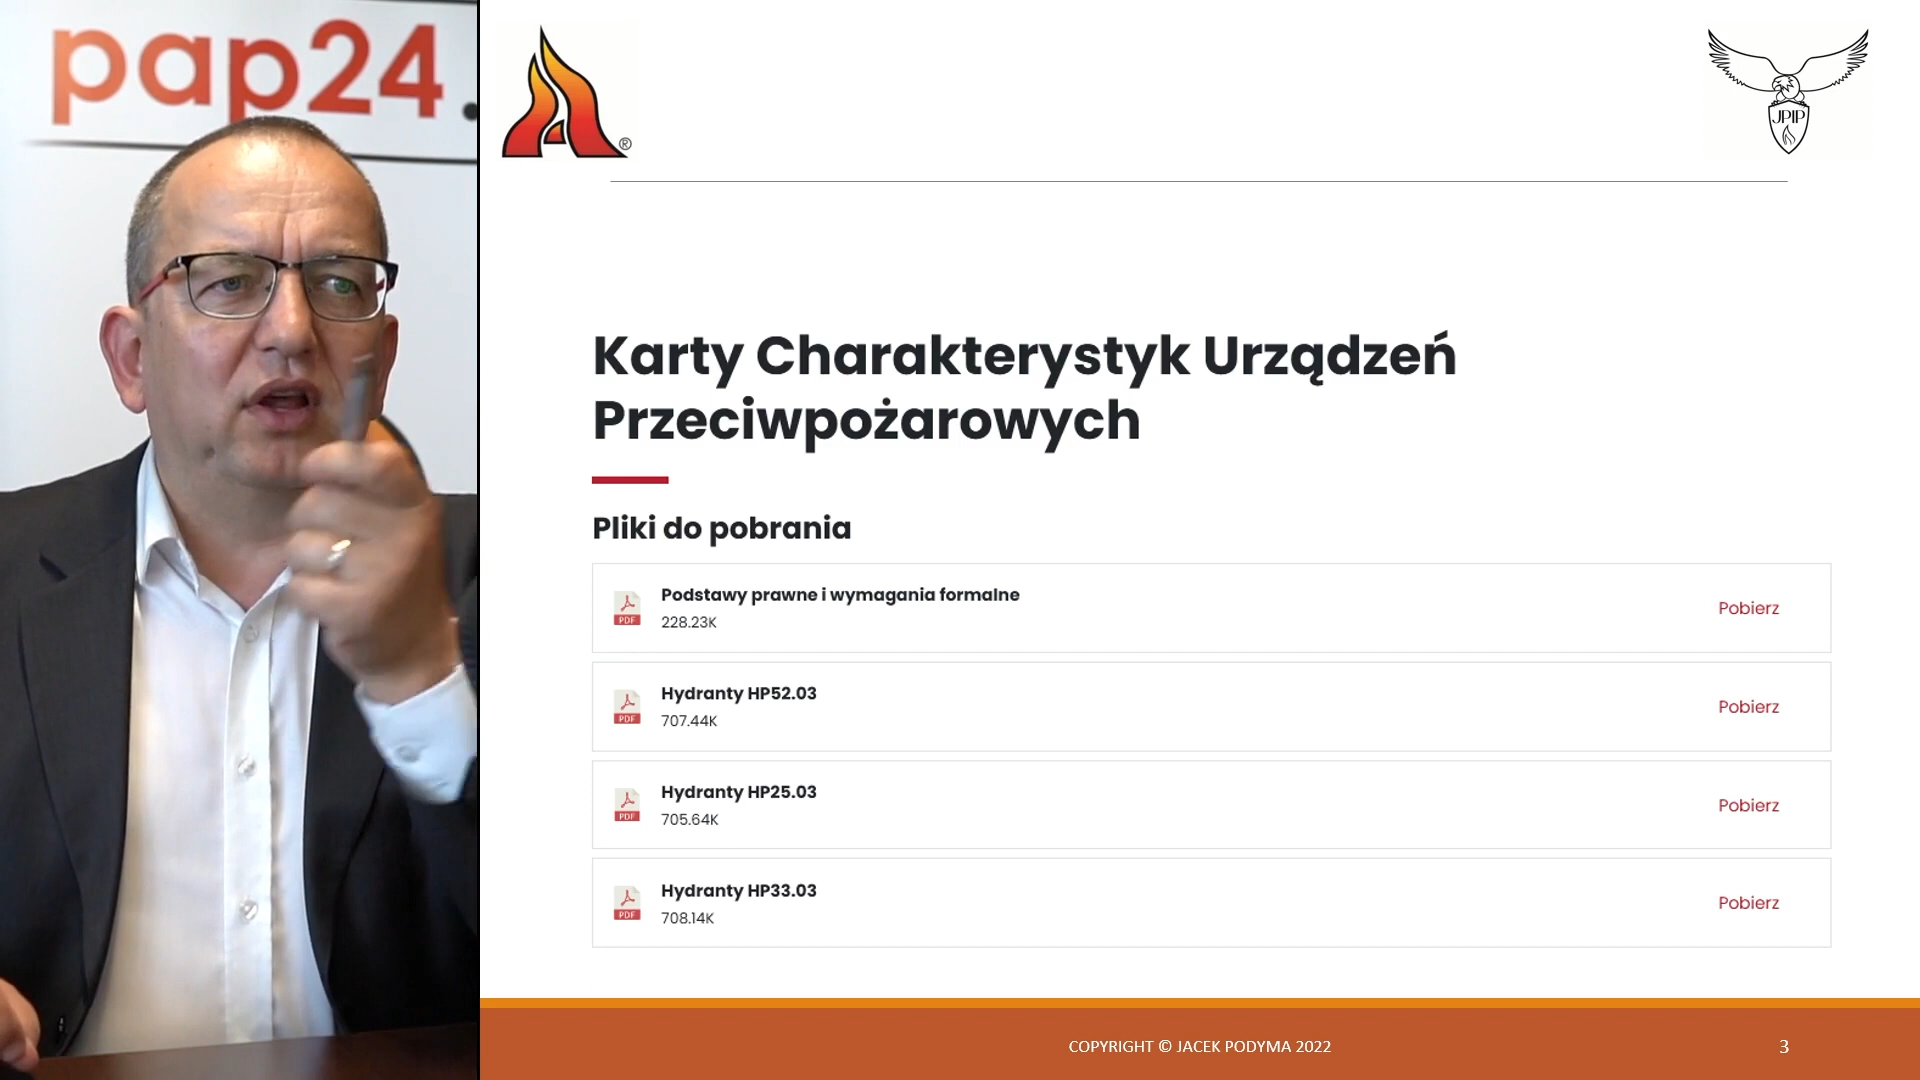 pap24.
®
JPIP
Karty Charakterystyk Urządzeń
Przeciwpożarowych
Pliki do pobrania
PDF
Podstawy prawne i wymagania formalne
228.23K
Pobierz
PDF
Hydranty HP52.03
707.44K
Pobierz
PDF
Hydranty HP25.03
705.64K
Pobierz
PDF
Hydranty HP33.03
708.14K
Pobierz
COPYRIGHT © JACEK PODYMA 2022
3